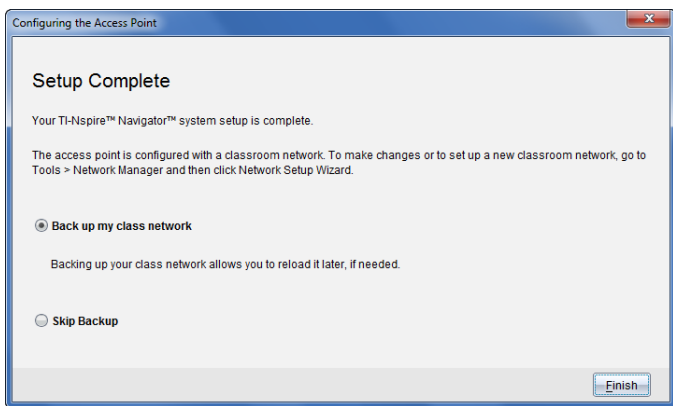 Configuring the Access Point
Setup Complete
Your TI-Nspire™ Navigator™ system setup is complete.
The access point is configured with a classroom network. To make changes or to set up a new classroom network, go to
Tools > Network Manager and then click Network Setup Wizard.
Back up my class network
Backing up your class network allows you to reload it later, if needed.
Skip Backup
Finish